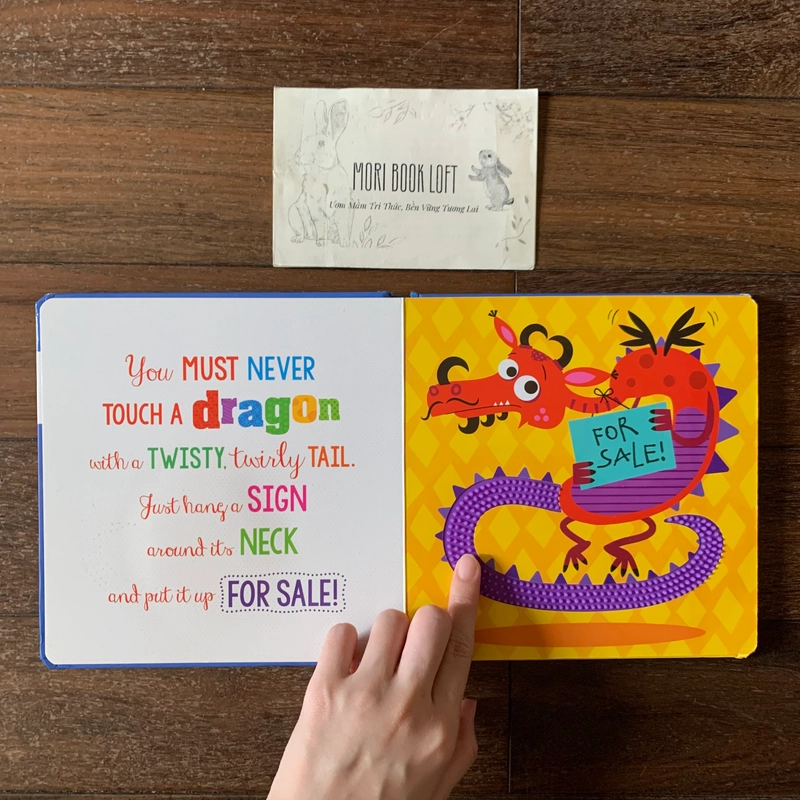 MORI BOOK LOFT
Ươm Mầm Tri Thức, Bền Vững Tương Lai
You MUST NEVER
TOUCH A dragon
with a TWISTY, twirly TAIL.
Just hang a SIGN
around its NECK
and put it up FOR SALE!
FOR
SALE!